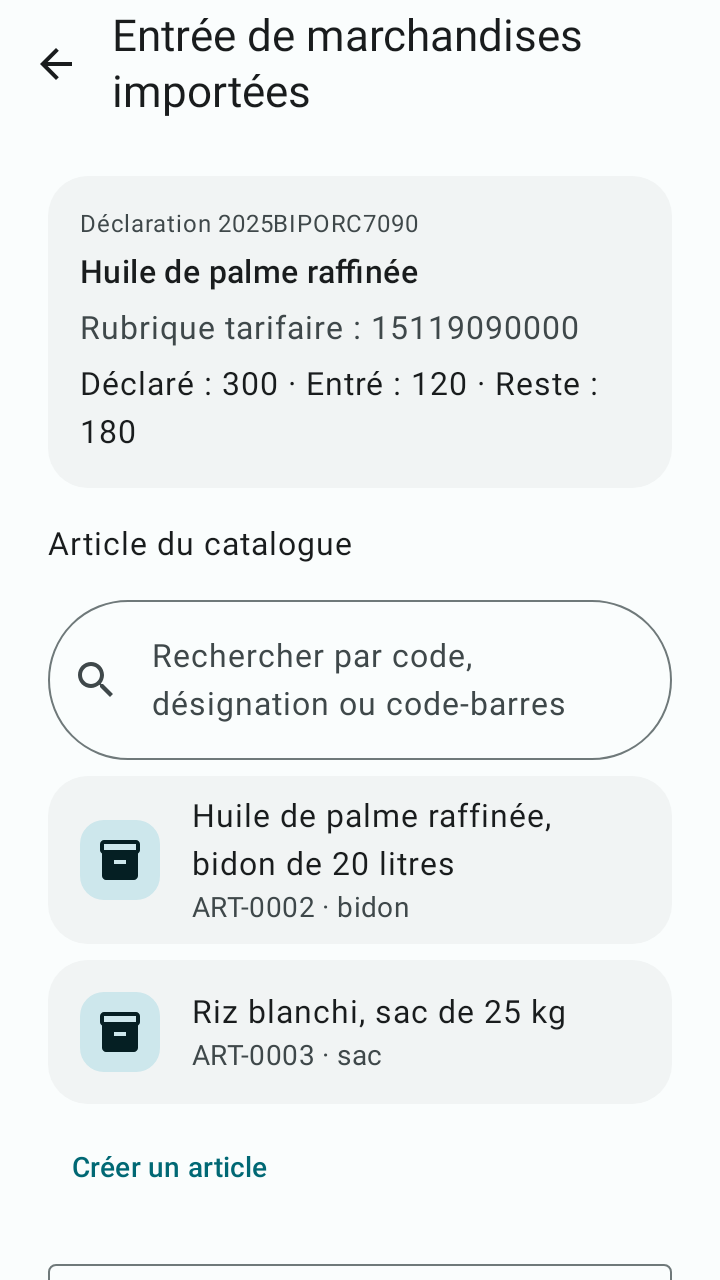 Entrée de marchandises
importées
Déclaration 2025BIPORC7090
Huile de palme raffinée
Rubrique tarifaire : 15119090000
Déclaré : 300 · Entré : 120 · Reste :
180
Article du catalogue
Rechercher par code,
désignation ou code-barres
Huile de palme raffinée,
bidon de 20 litres
ART-0002 · bidon
Riz blanchi, sac de 25 kg
ART-0003 · sac
Créer un article